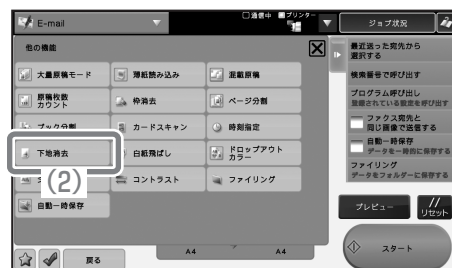 E-mail
通信中
プリンター
ジョブ状況
他の機能
大量原稿モード
薄紙読み込み
混載原稿
原稿枚数
カウント
枠消去
ページ分割
ブック分割
カードスキャン
時刻指定
下地消去
白紙飛ばし
ドロップアウト
カラー
(2)
コントラスト
ファイリング
自動一時保存
最近送った宛先から
選択する
検索番号で呼び出す
プログラム呼び出し
登録されている設定を呼び出す
ファクス宛先と
同じ画像で送信する
自動一時保存
データを一時的に保存する
ファイリング
データをフォルダーに保存する
プレビュー
リセット
スタート
戻る
A4
A4